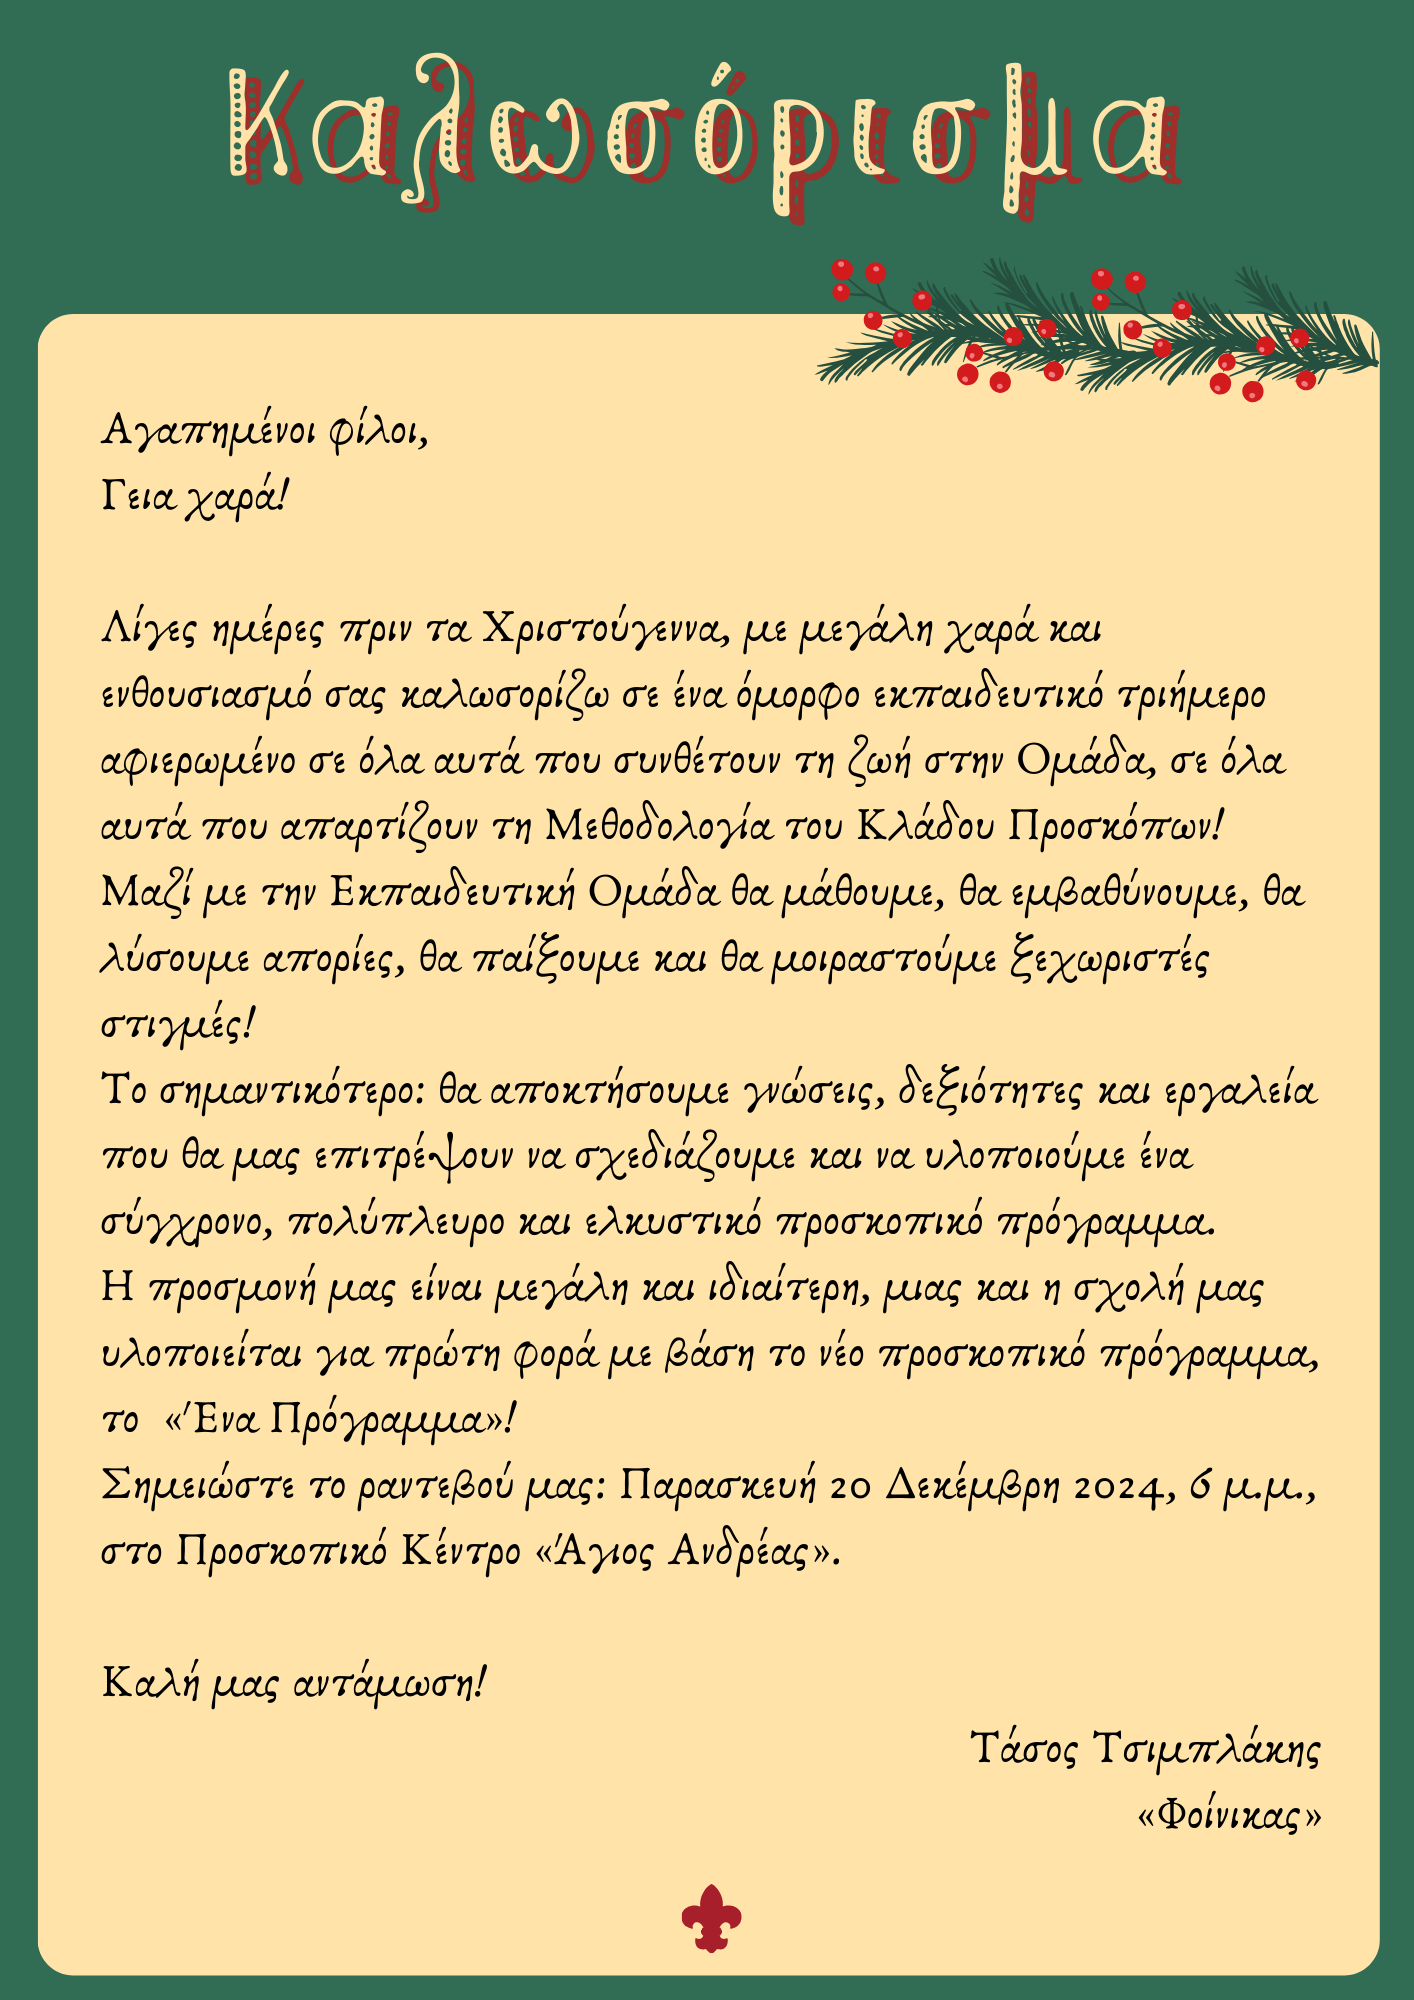 Καλωσόρισμα
Αγαπημένοι φίλοι,
Γεια χαρά!
Λίγες ημέρες πριν τα Χριστούγεννα, με μεγάλη χαρά και
ενθουσιασμό σας καλωσορίζω σε ένα όμορφο εκπαιδευτικό τριήμερο
αφιερωμένο σε όλα αυτά που συνθέτουν τη ζωή στην Ομάδα, σε όλα
αυτά που απαρτίζουν τη Μεθοδολογία του Κλάδου Προσκόπων!
Μαζί με την Εκπαιδευτική Ομάδα θα μάθουμε, θα εμβαθύνουμε, θα
λύσουμε απορίες, θα παίξουμε και θα μοιραστούμε ξεχωριστές
στιγμές!
Το σημαντικότερο: θα αποκτήσουμε γνώσεις, δεξιότητες και εργαλεία
που θα μας επιτρέψουν να σχεδιάζουμε και να υλοποιούμε ένα
σύγχρονο, πολύπλευρο και ελκυστικό προσκοπικό πρόγραμμα.
Η προσμονή μας είναι μεγάλη και ιδιαίτερη, μιας και η σχολή μας
υλοποιείται για πρώτη φορά με βάση το νέο προσκοπικό πρόγραμμα,
το «Ένα Πρόγραμμα»!
Σημειώστε το ραντεβού μας: Παρασκευή 20 Δεκέμβρη 2024, 6 μ.μ.,
στο Προσκοπικό Κέντρο «Άγιος Ανδρέας».
Καλή μας αντάμωση!
Τάσος Τσιμπλάκης
«Φοίνικας»